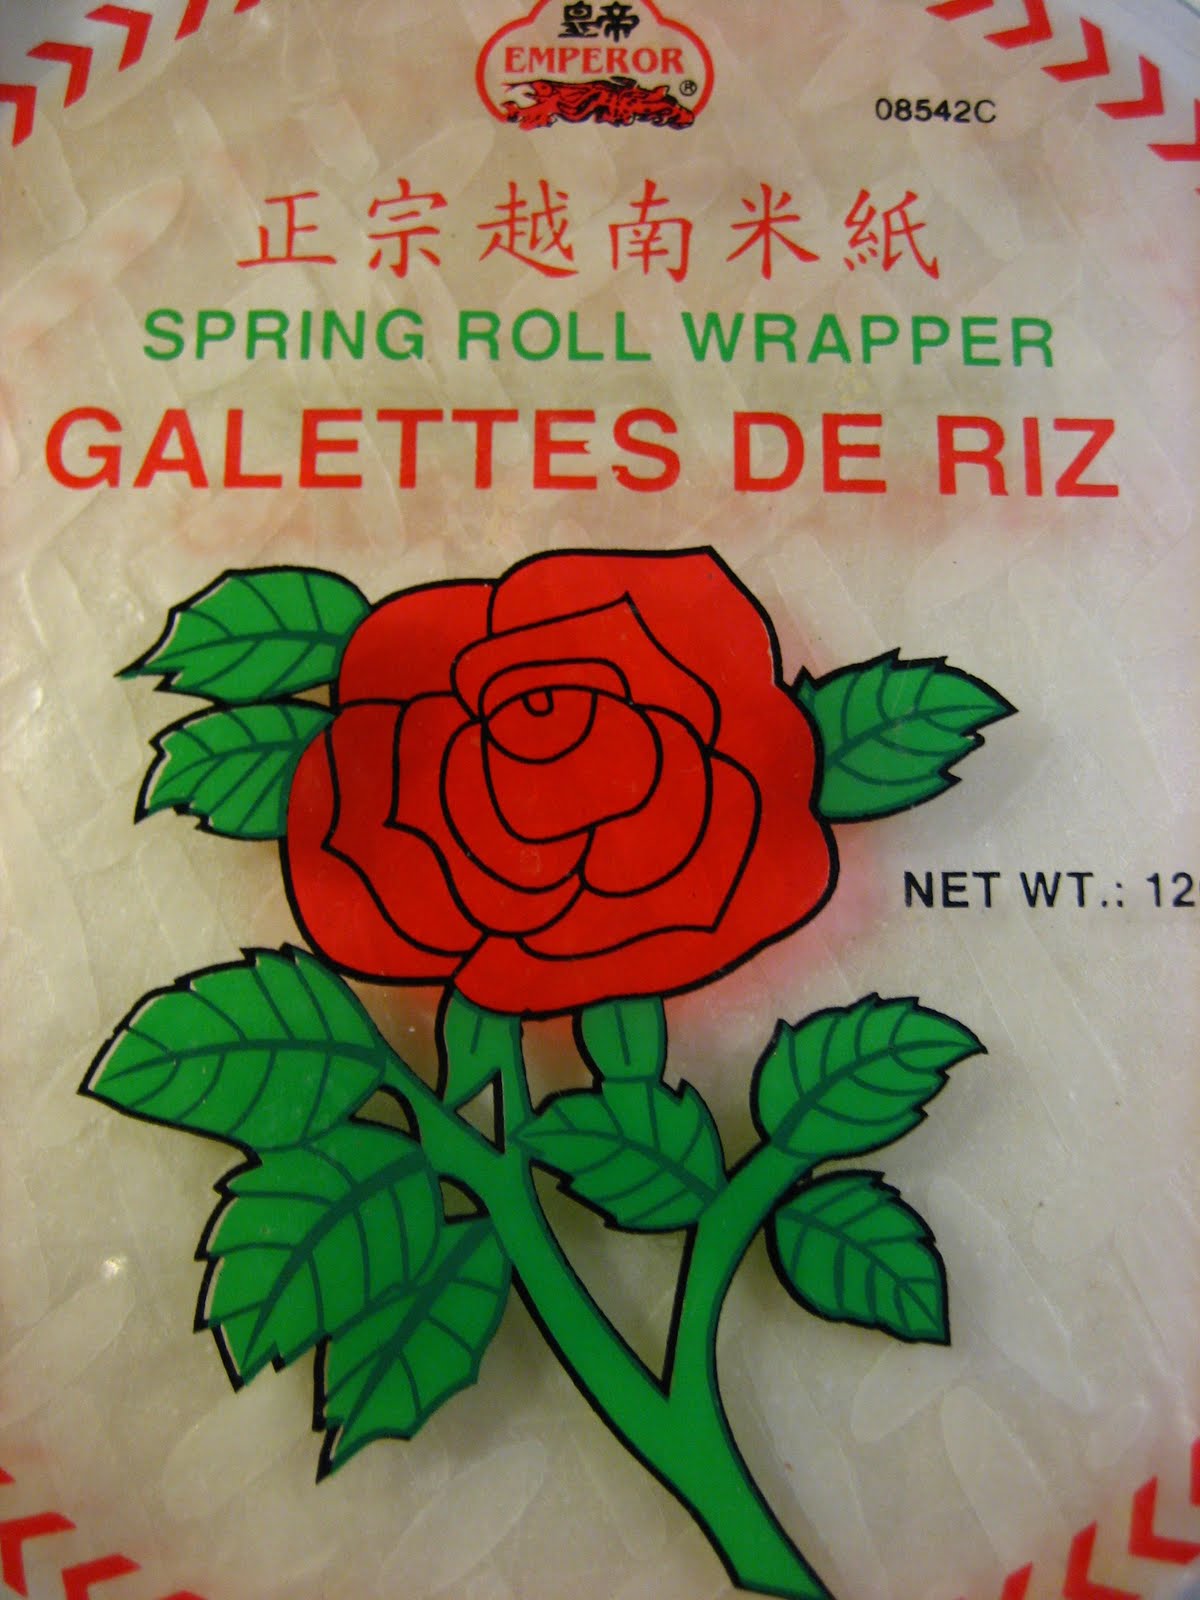 皇帝
EMPEROR
®
08542C
正宗越南米紙
SPRING ROLL WRAPPER
GALETTES DE RIZ
NET WT.: 12